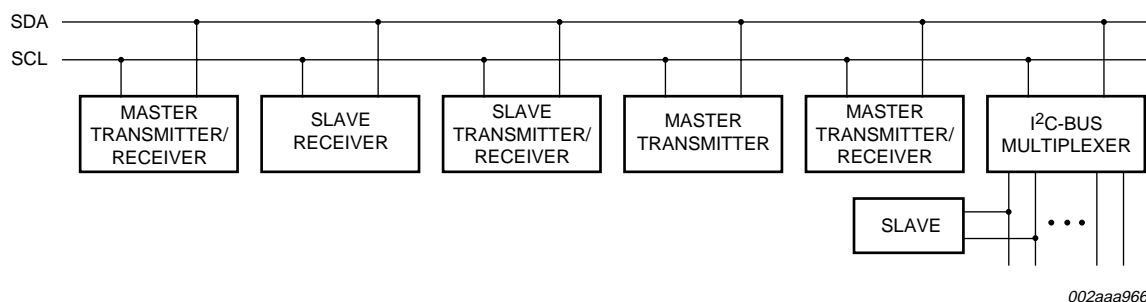 SDA
SCL
MASTER
TRANSMITTER/
RECEIVER
SLAVE
RECEIVER
SLAVE
TRANSMITTER/
RECEIVER
MASTER
TRANSMITTER
MASTER
TRANSMITTER/
RECEIVER
I²C-BUS
MULTIPLEXER
SLAVE
002aaa966